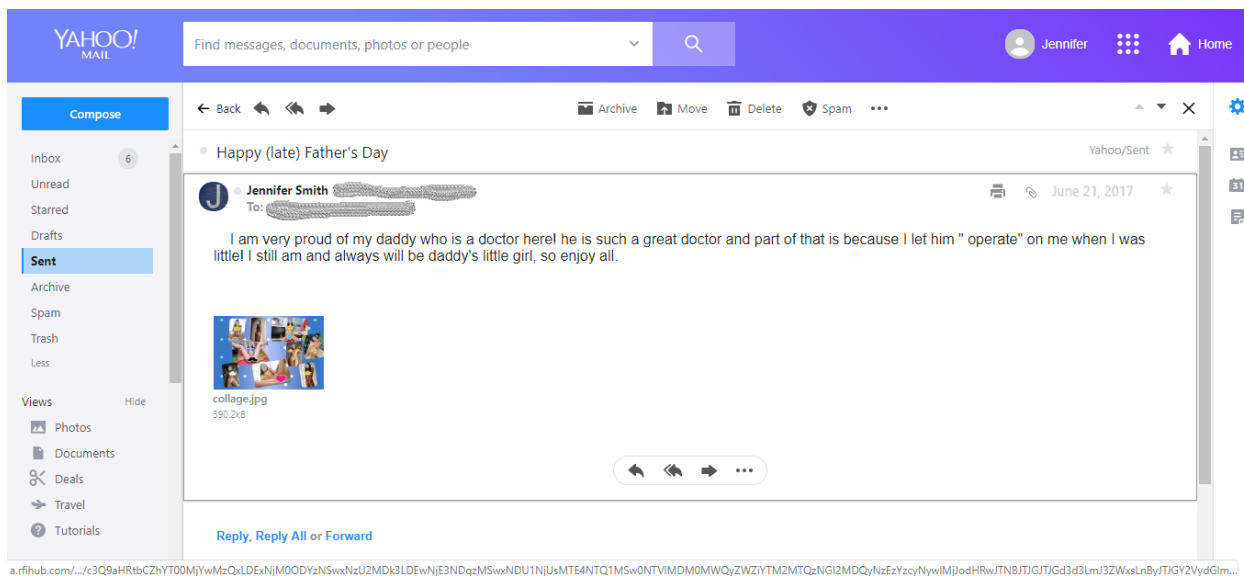 YAHOO!
MAIL
Find messages, documents, photos or people
Jennifer
Home
Compose
Back
Archive
Move
Delete
Spam
Inbox
6
Unread
Starred
Drafts
Sent
Archive
Spam
Trash
Less
Views
Hide
Photos
Documents
Deals
Travel
Tutorials
Happy (late) Father's Day
Yahoo/Sent
J
Jennifer Smith
June 21, 2017
To:
I am very proud of my daddy who is a doctor here! he is such a great doctor and part of that is because I let him " operate" on me when I was
little! I still am and always will be daddy's little girl, so enjoy all.
collage.jpg
390.2kB
Reply, Reply All or Forward
31